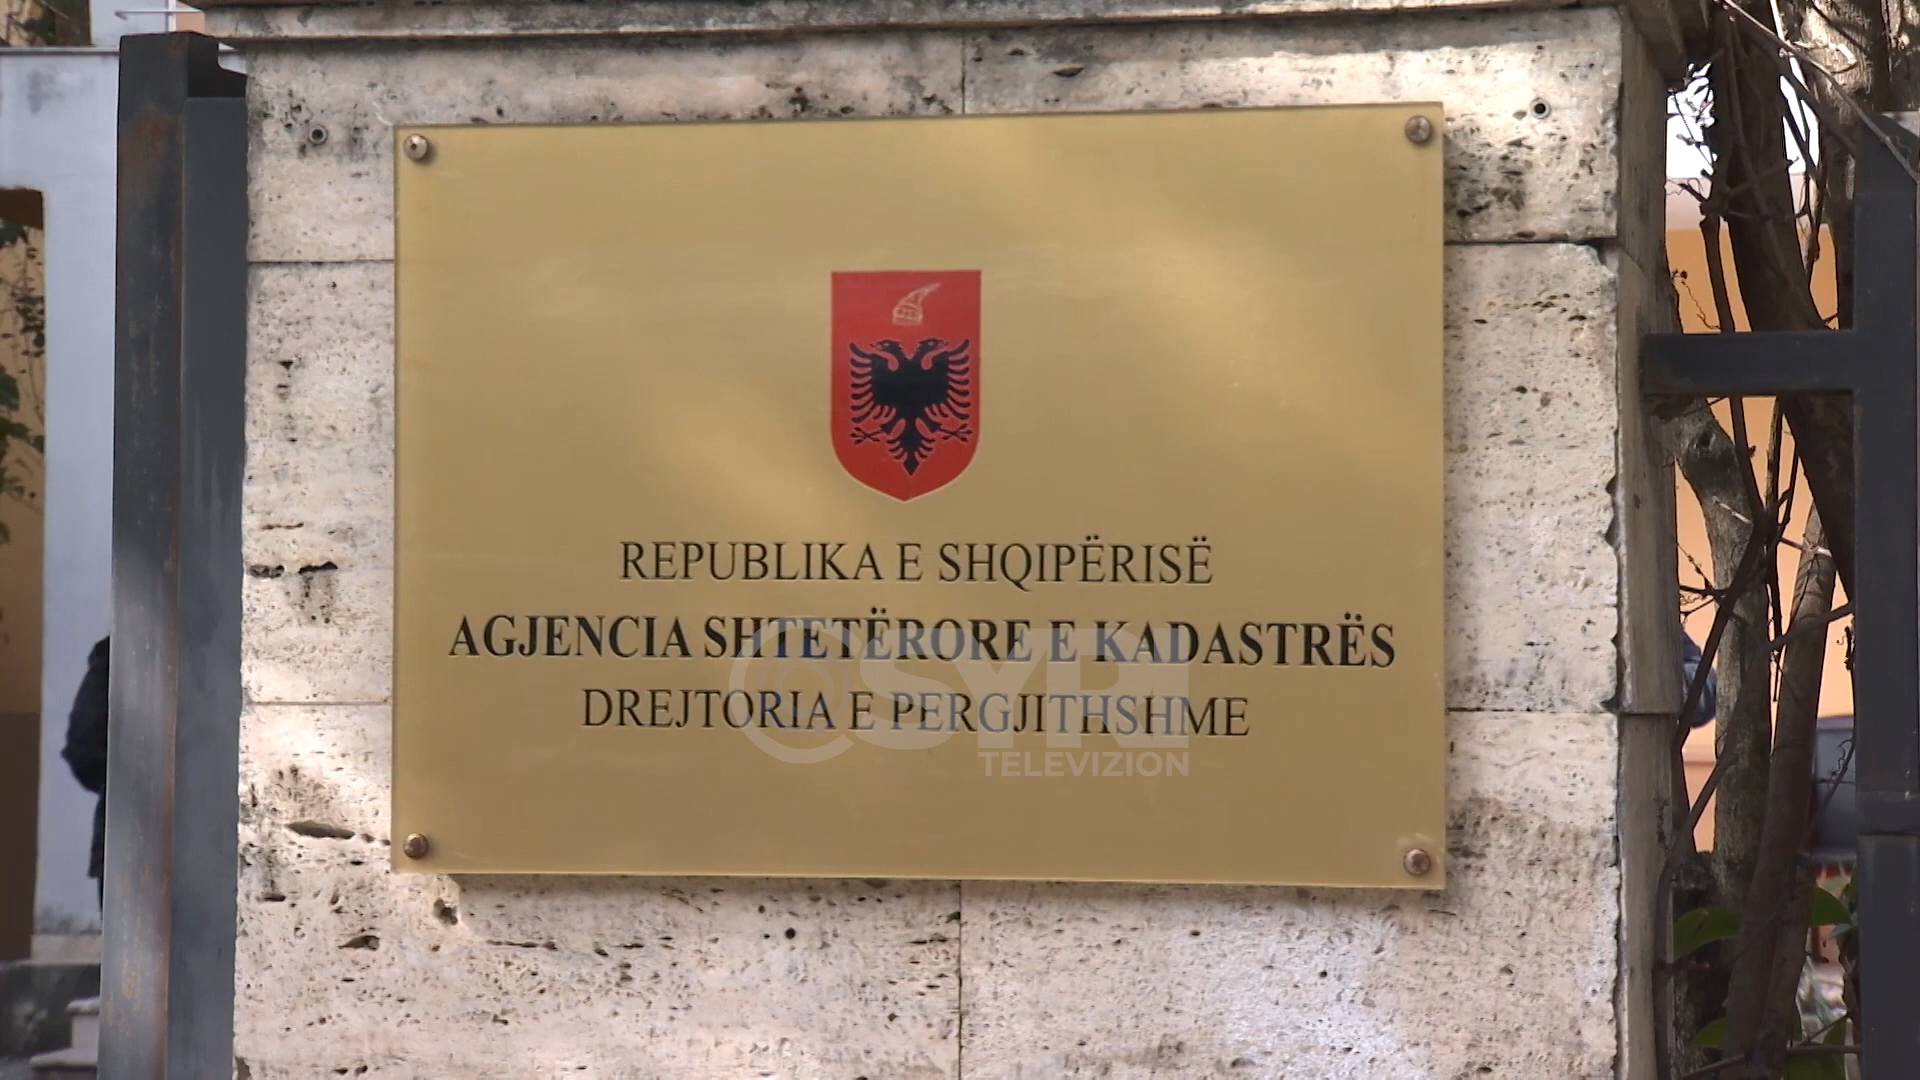 REPUBLIKA E SHQIPËRISË
AGJENCIA SHTETËRORE E KADASTRËS
DREJTORIA E PERGJITHSHME
SYRI
TELEVIZION